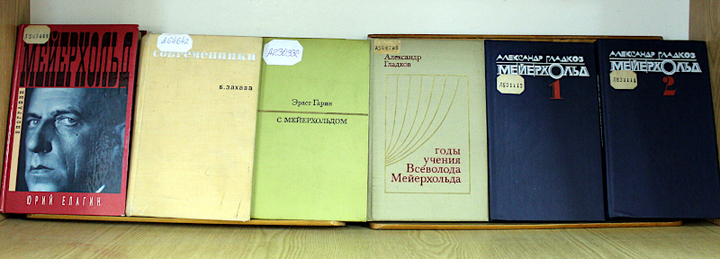 МЕЙЕРХОЛЬД
БИОГРАФИИ
ЮРИЙ ЕЛАГИН
СОВРЕМЕННИКИ
Б. ЗАХАВА
Эраст Гарин
С МЕЙЕРХОЛЬДОМ
Александр
Гладков
ГОДЫ
УЧЕНИЯ
ВСЕВОЛОДА
МЕЙЕРХОЛЬДА
АЛЕКСАНДР ГЛАДКОВ
МЕЙЕРХОЛЬД
1
АЛЕКСАНДР ГЛАДКОВ
МЕЙЕРХОЛЬД
2